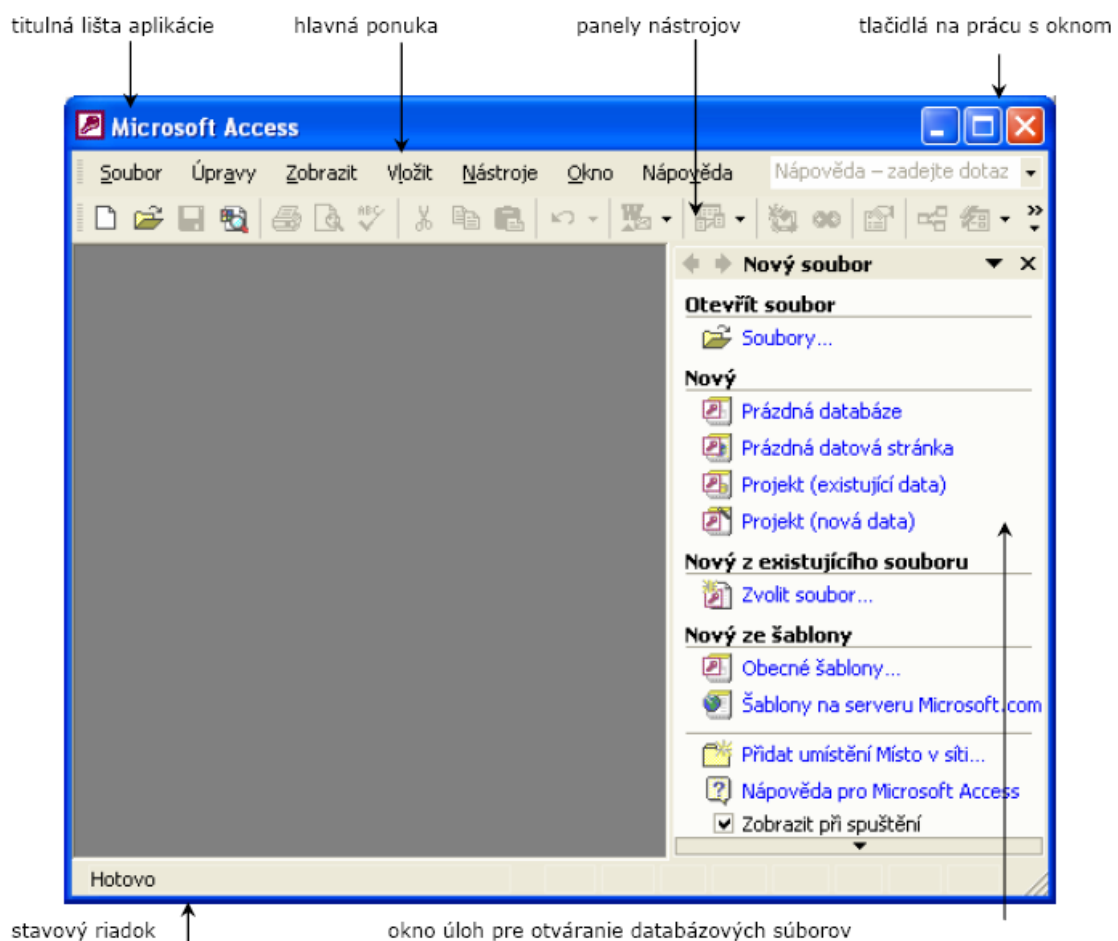 titulná lišta aplikácie hlavná ponuka panely nástrojov tlačidlá na prácu s oknom
Microsoft Access
Soubor Úpravy Zobrazit Vložit Nástroje Okno Nápověda Nápověda – zadejte dotaz
Nový soubor
Otevřít soubor
Soubory...
Nový
Prázdná databáze
Prázdná datová stránka
Projekt (existující data)
Projekt (nová data)
Nový z existujícího souboru
Zvolit soubor...
Nový ze šablony
Obecné šablony...
Šablony na serveru Microsoft.com
Přidat umístění Místo v síti...
Nápověda pro Microsoft Access
Zobrazit při spuštění
Hotovo
stavový riadok okno úloh pre otváranie databázových súborov